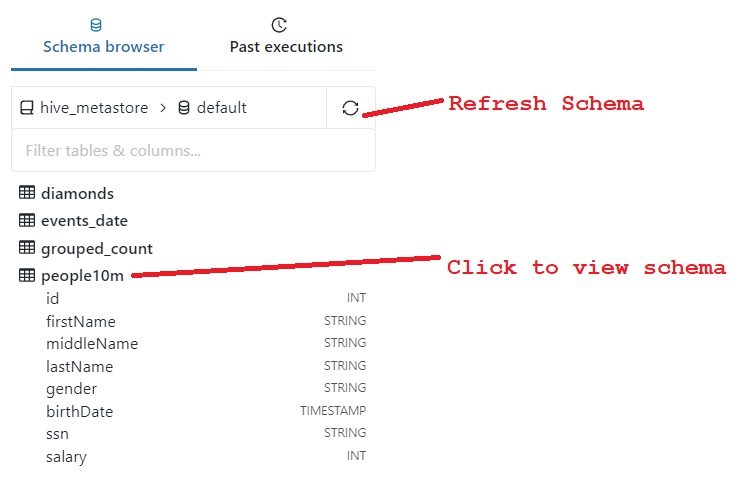 Schema browser Past executions
hive_metastore > default
Refresh Schema
Filter tables & columns...
diamonds
events_date
grouped_count
people10m
Click to view schema
id INT
firstName STRING
middleName STRING
lastName STRING
gender STRING
birthDate TIMESTAMP
ssn STRING
salary INT